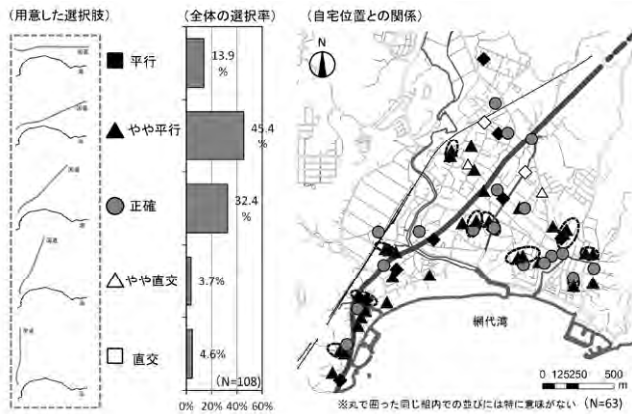 (用意した選択肢)
(全体の選択率)
(自宅位置との関係)
N
平行
13.9
%
やや平行
45.4
%
正確
32.4
%
やや直交
3.7%
直交
4.6%
(N=108)
0% 20% 40% 60%
網代湾
0 125250 500
m
※丸で囲った同じ組内での並びには特に意味がない (N=63)